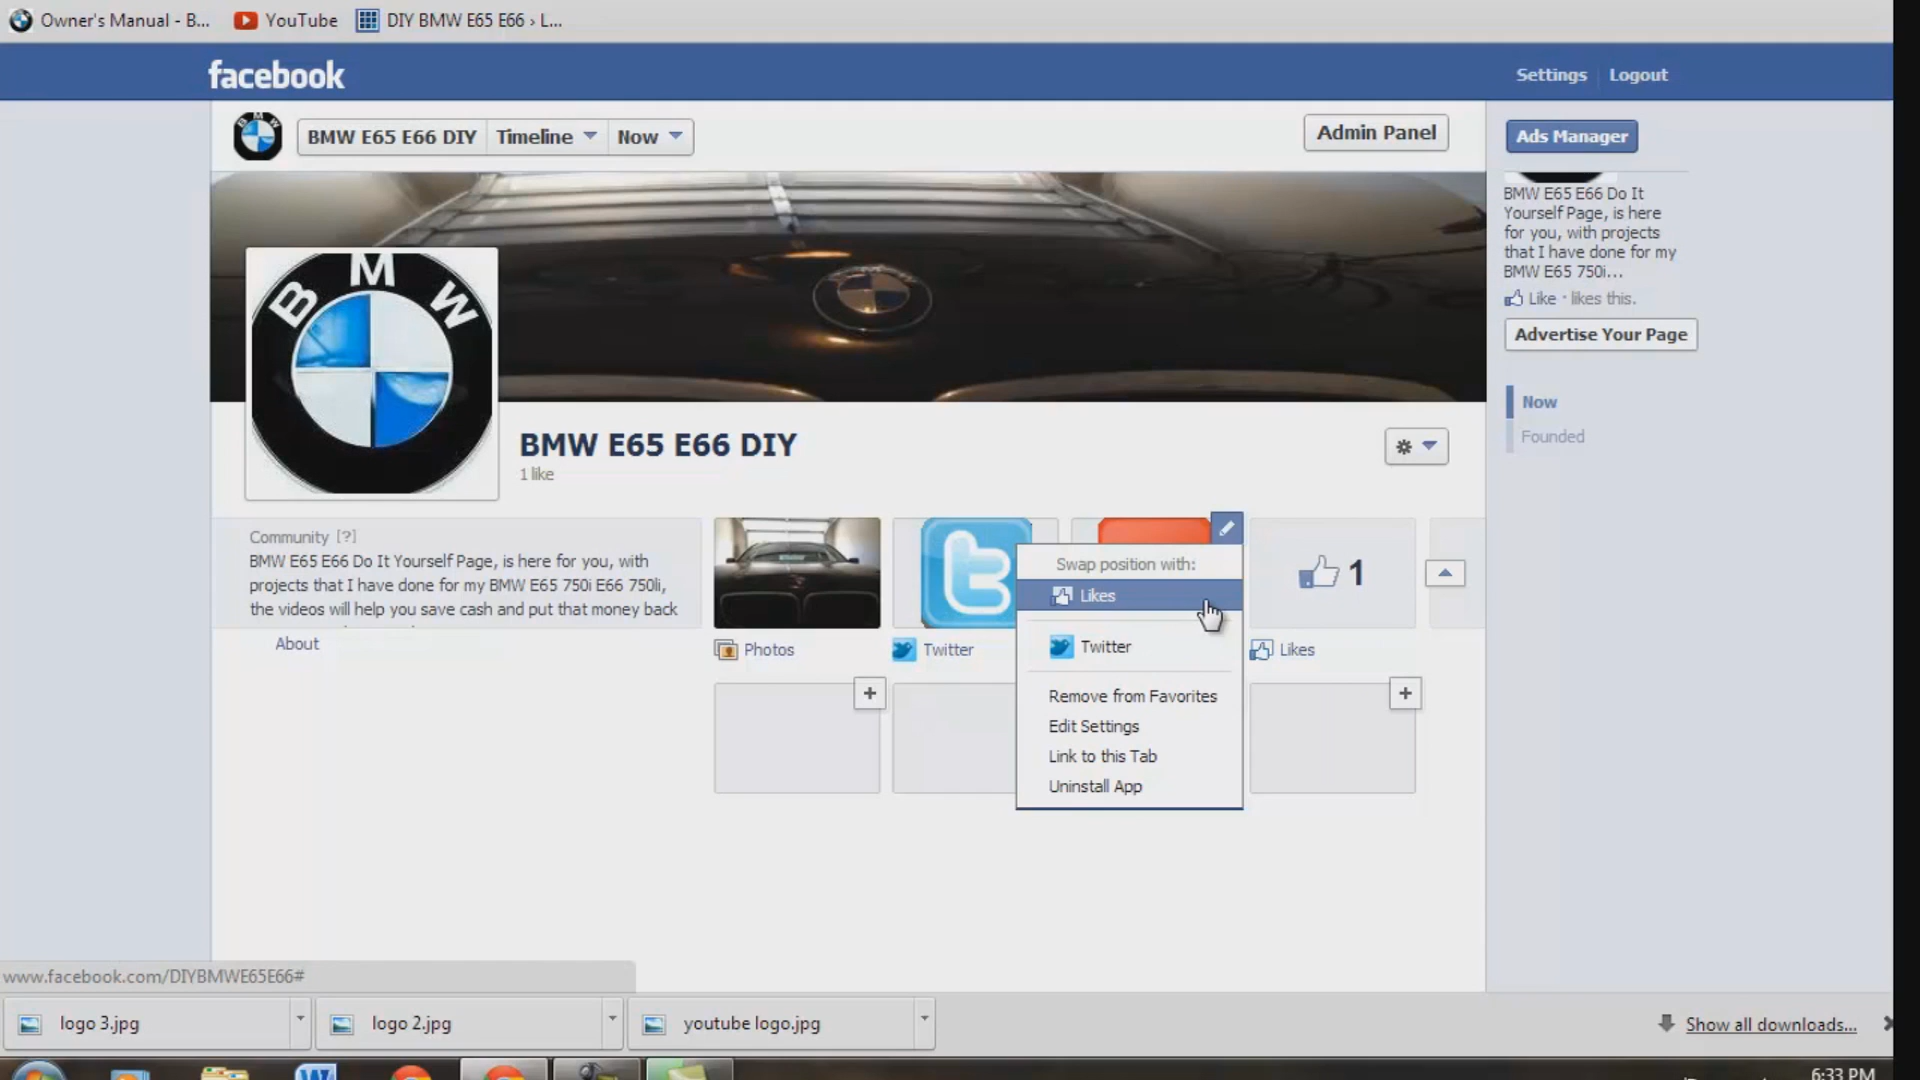 Owner's Manual - B...
YouTube
DIY BMW E65 E66 › L...
facebook
Settings
Logout
BMW E65 E66 DIY
Timeline
Now
Admin Panel
Ads Manager
BMW E65 E66 Do It
Yourself Page, is here
for you, with projects
that I have done for my
BMW E65 750i...
Like · likes this.
Advertise Your Page
Now
Founded
BMW
BMW E65 E66 DIY
1 like
Community [?]
BMW E65 E66 Do It Yourself Page, is here for you, with
projects that I have done for my BMW E65 750i E66 750li,
the videos will help you save cash and put that money back
About
Photos
Twitter
1
Likes
Swap position with:
Likes
Twitter
Remove from Favorites
Edit Settings
Link to this Tab
Uninstall App
www.facebook.com/DIYBMWE65E66#
logo 3.jpg
logo 2.jpg
youtube logo.jpg
Show all downloads...
6:33 PM